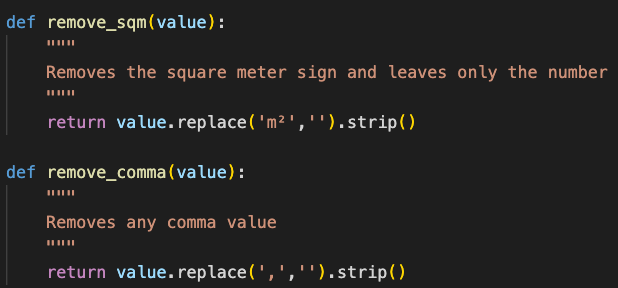 def remove_sqm(value):
    """
    Removes the square meter sign and leaves only the number
    """
    return value.replace('m²','').strip()

def remove_comma(value):
    """
    Removes any comma value
    """
    return value.replace(',','').strip()